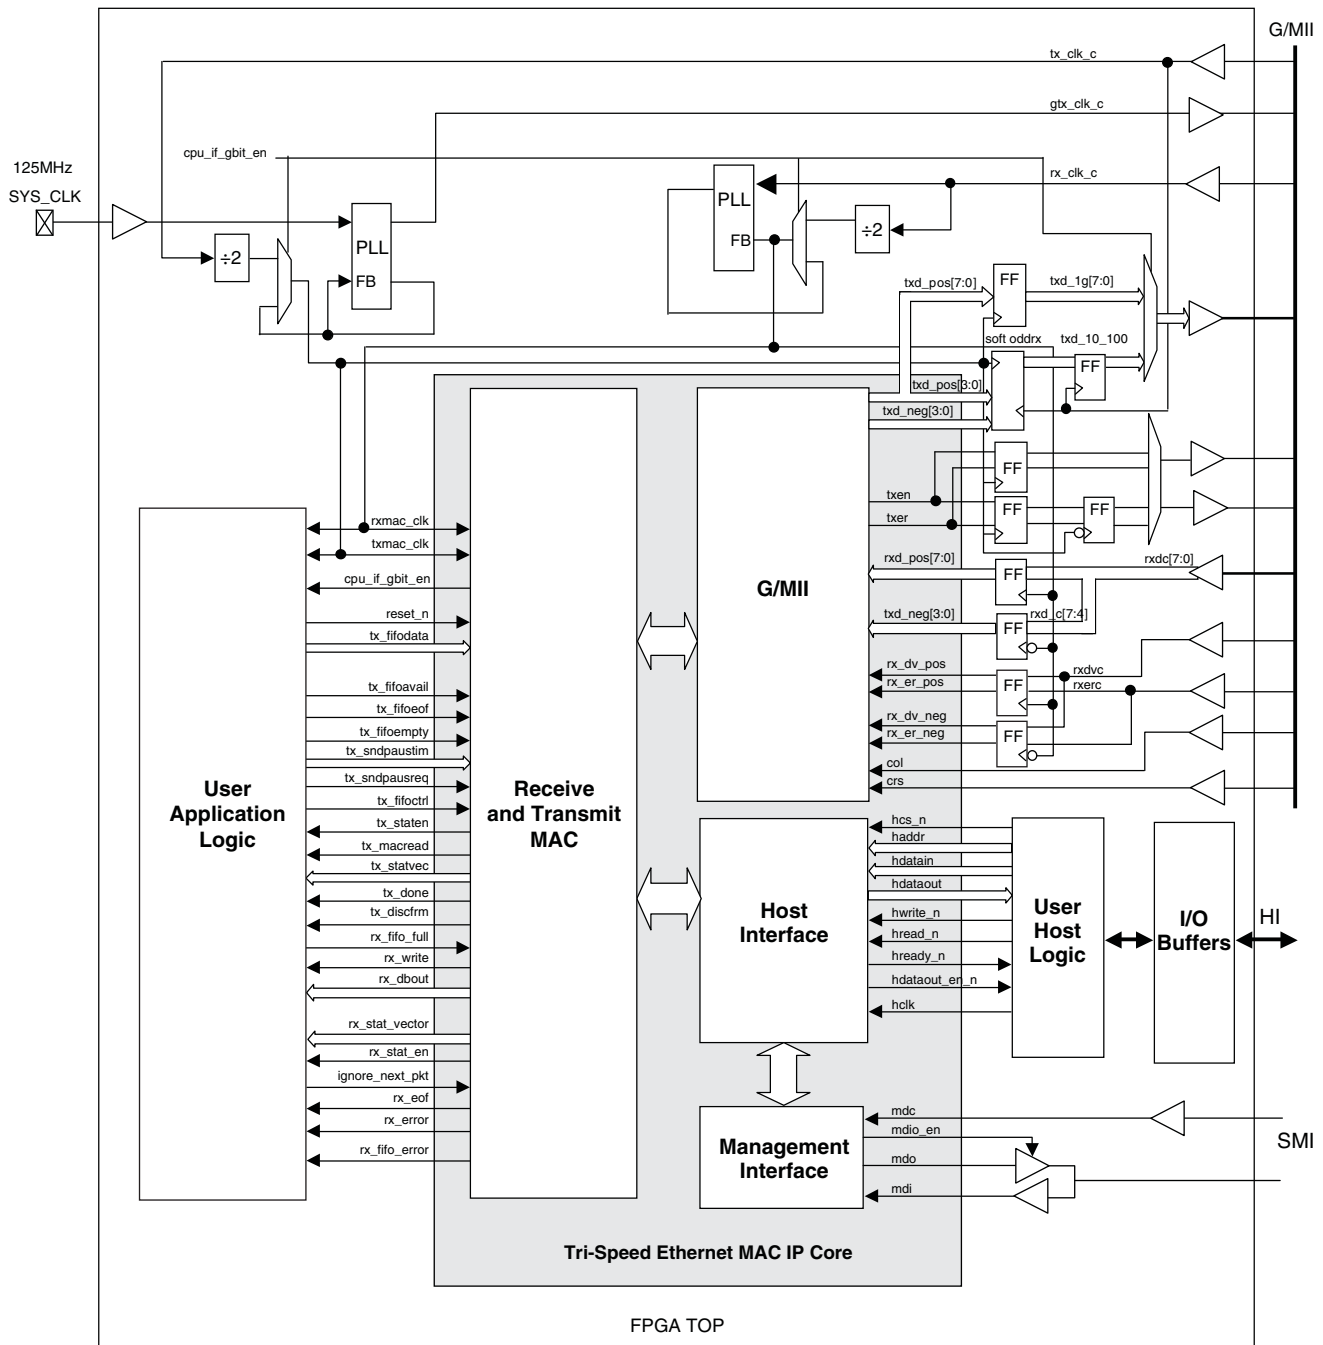 G/MII
tx_clk_c
gtx_clk_c
125MHz
SYS_CLK
cpu_if_gbit_en
rx_clk_c
PLL
FB
÷2
÷2
PLL
FB
txd_pos[7:0]
FF
txd_1g[7:0]
soft oddrx
txd_10_100
FF
txd_pos[3:0]
txd_neg[3:0]
FF
txen
FF
FF
txer
rxmac_clk
txmac_clk
cpu_if_gbit_en
reset_n
tx_fifodata
tx_fifoavail
tx_fifoeof
tx_fifoempty
tx_sndpaustim
tx_sndpausreq
tx_fifoctrl
tx_staten
tx_macread
tx_statvec
tx_done
tx_discfrm
rx_fifo_full
rx_write
rx_dbout
rx_stat_vector
rx_stat_en
ignore_next_pkt
rx_eof
rx_error
rx_fifo_error
User
Application
Logic
Receive
and Transmit
MAC
G/MII
rxd_pos[7:0]
FF
rxdc[7:0]
txd_neg[3:0]
FF
rxd_c[7:4]
rx_dv_pos
rx_er_pos
FF
rxdvc
rxerc
rx_dv_neg
rx_er_neg
FF
col
crs
hcs_n
haddr
hdatain
hdataout
hwrite_n
hread_n
hready_n
hdataout_en_n
hclk
Host
Interface
User
Host
Logic
I/O
Buffers
HI
Management
Interface
mdc
mdio_en
mdo
mdi
SMI
Tri-Speed Ethernet MAC IP Core
FPGA TOP